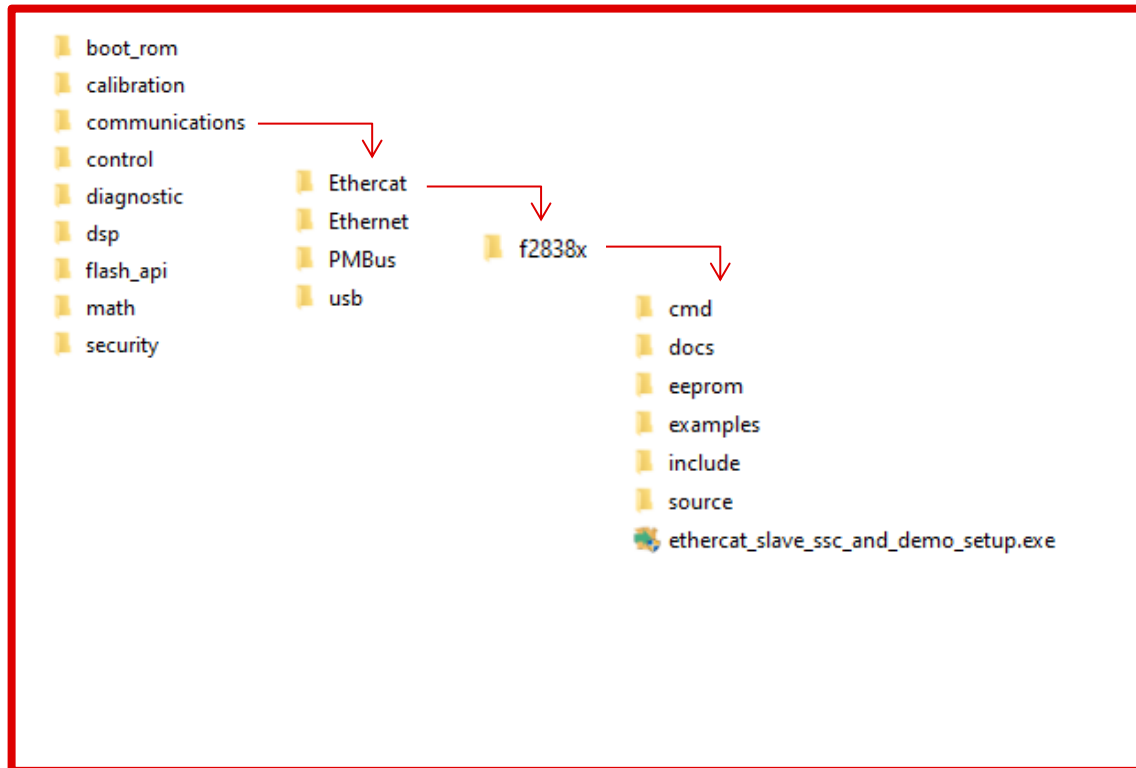 boot_rom
calibration
communications
control
diagnostic
dsp
flash_api
math
security
Ethercat
Ethernet
PMBus
usb
f2838x
cmd
docs
eeprom
examples
include
source
ethercat_slave_ssc_and_demo_setup.exe